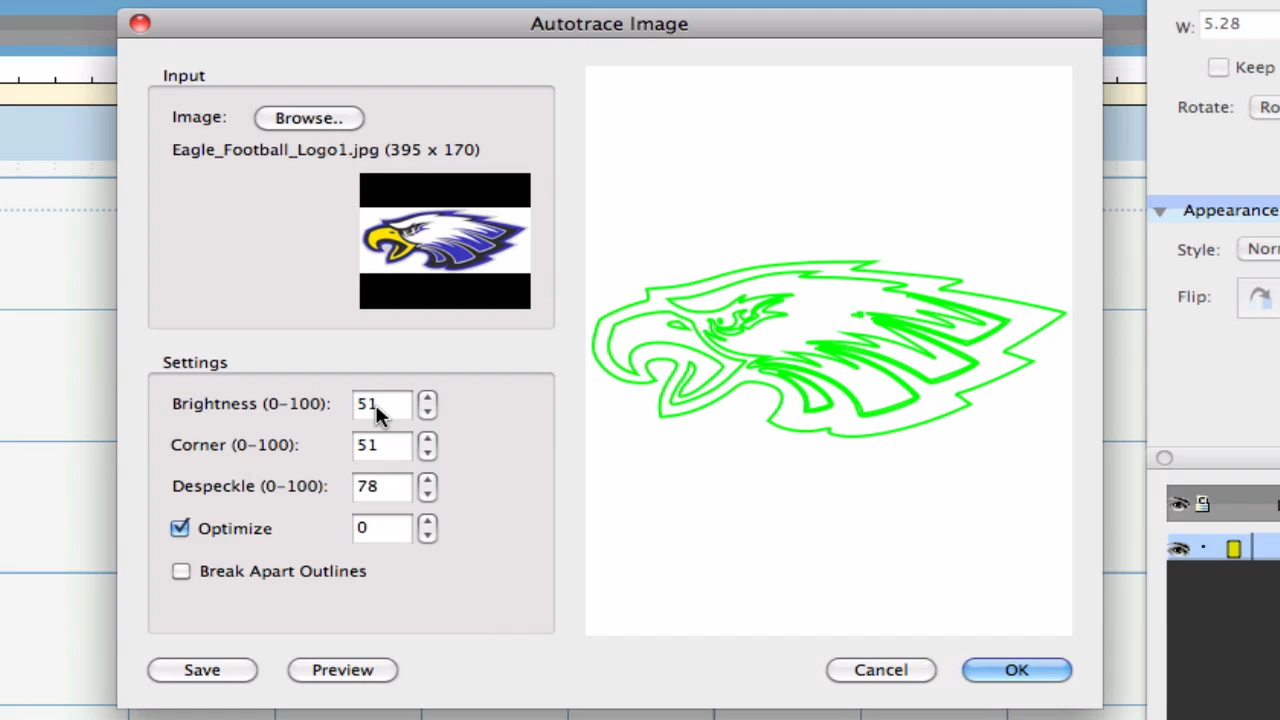 Autotrace Image
Input
Image: Browse..
Eagle_Football_Logo1.jpg (395 x 170)
Settings
Brightness (0-100): 51
Corner (0-100): 51
Despeckle (0-100): 78
Optimize 0
Break Apart Outlines
Save Preview Cancel OK
W: 5.28
Keep
Rotate: Ro
Appearance
Style: Nor
Flip: